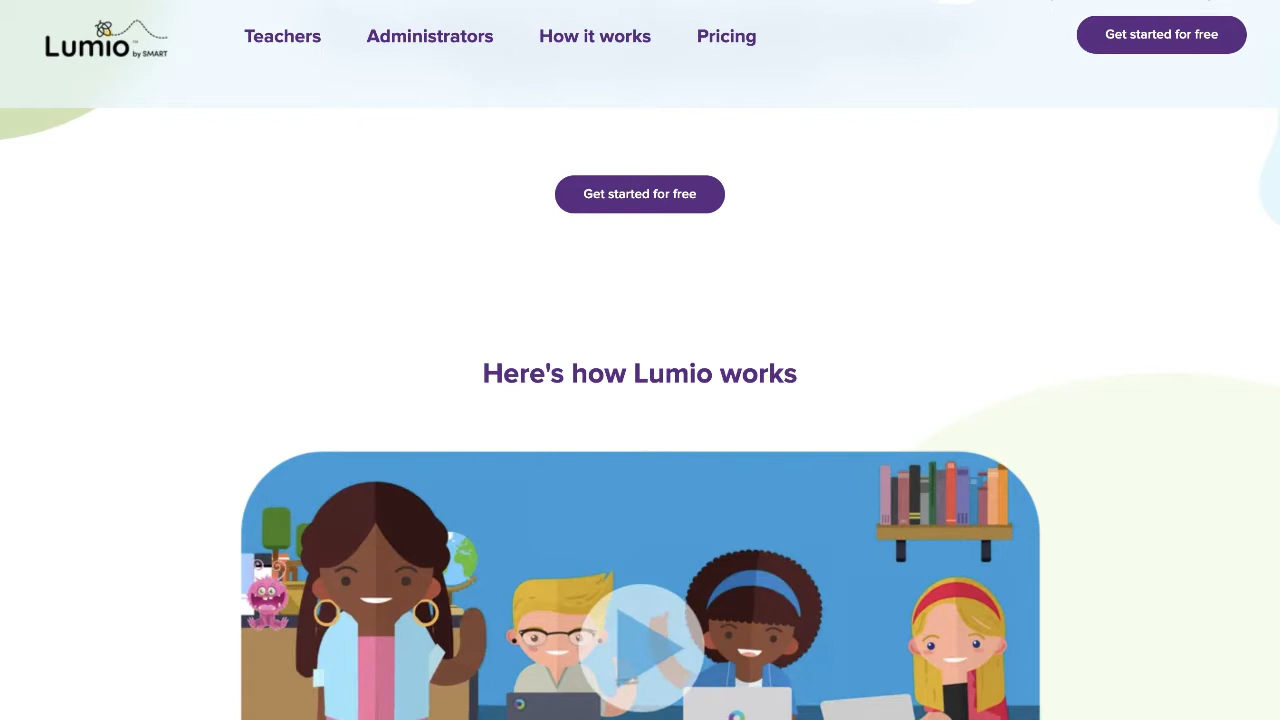 Lumio™
by SMART
Teachers Administrators How it works Pricing
Get started for free
Get started for free
Here's how Lumio works